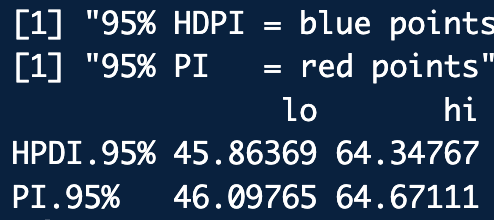 [1] "95% HDPI = blue points
[1] "95% PI   = red points"
lo hi
HPDI.95% 45.86369 64.34767
PI.95% 46.09765 64.67111